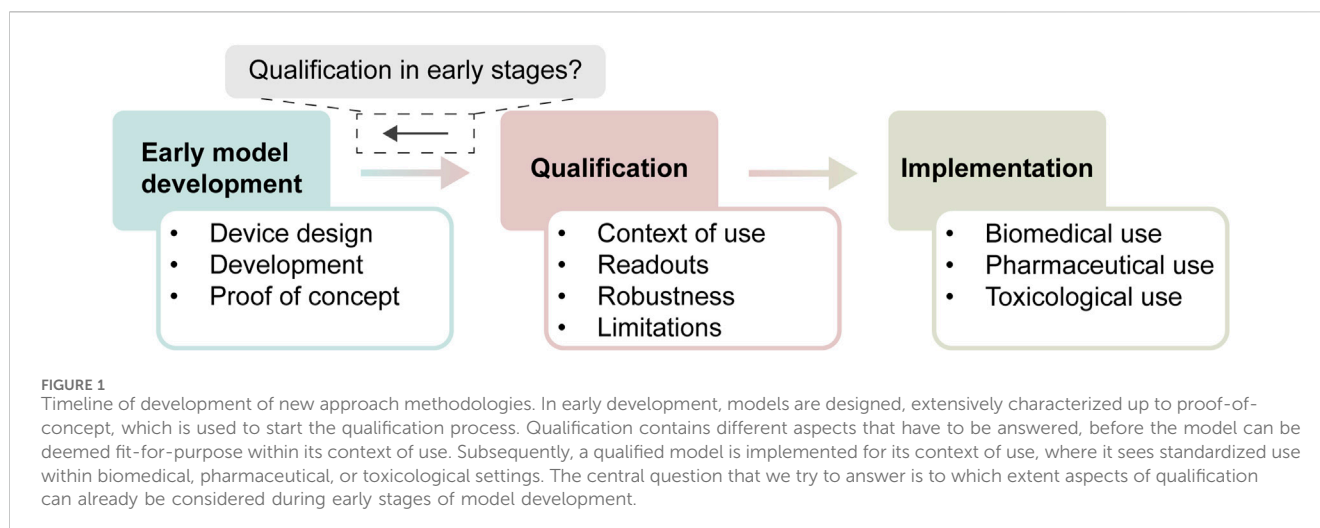 Qualification in early stages?
Early model
development
• Device design
• Development
• Proof of concept
Qualification
• Context of use
• Readouts
• Robustness
• Limitations
Implementation
• Biomedical use
• Pharmaceutical use
• Toxicological use
FIGURE 1
Timeline of development of new approach methodologies. In early development, models are designed, extensively characterized up to proof-of-
concept, which is used to start the qualification process. Qualification contains different aspects that have to be answered, before the model can be
deemed fit-for-purpose within its context of use. Subsequently, a qualified model is implemented for its context of use, where it sees standardized use
within biomedical, pharmaceutical, or toxicological settings. The central question that we try to answer is to which extent aspects of qualification
can already be considered during early stages of model development.